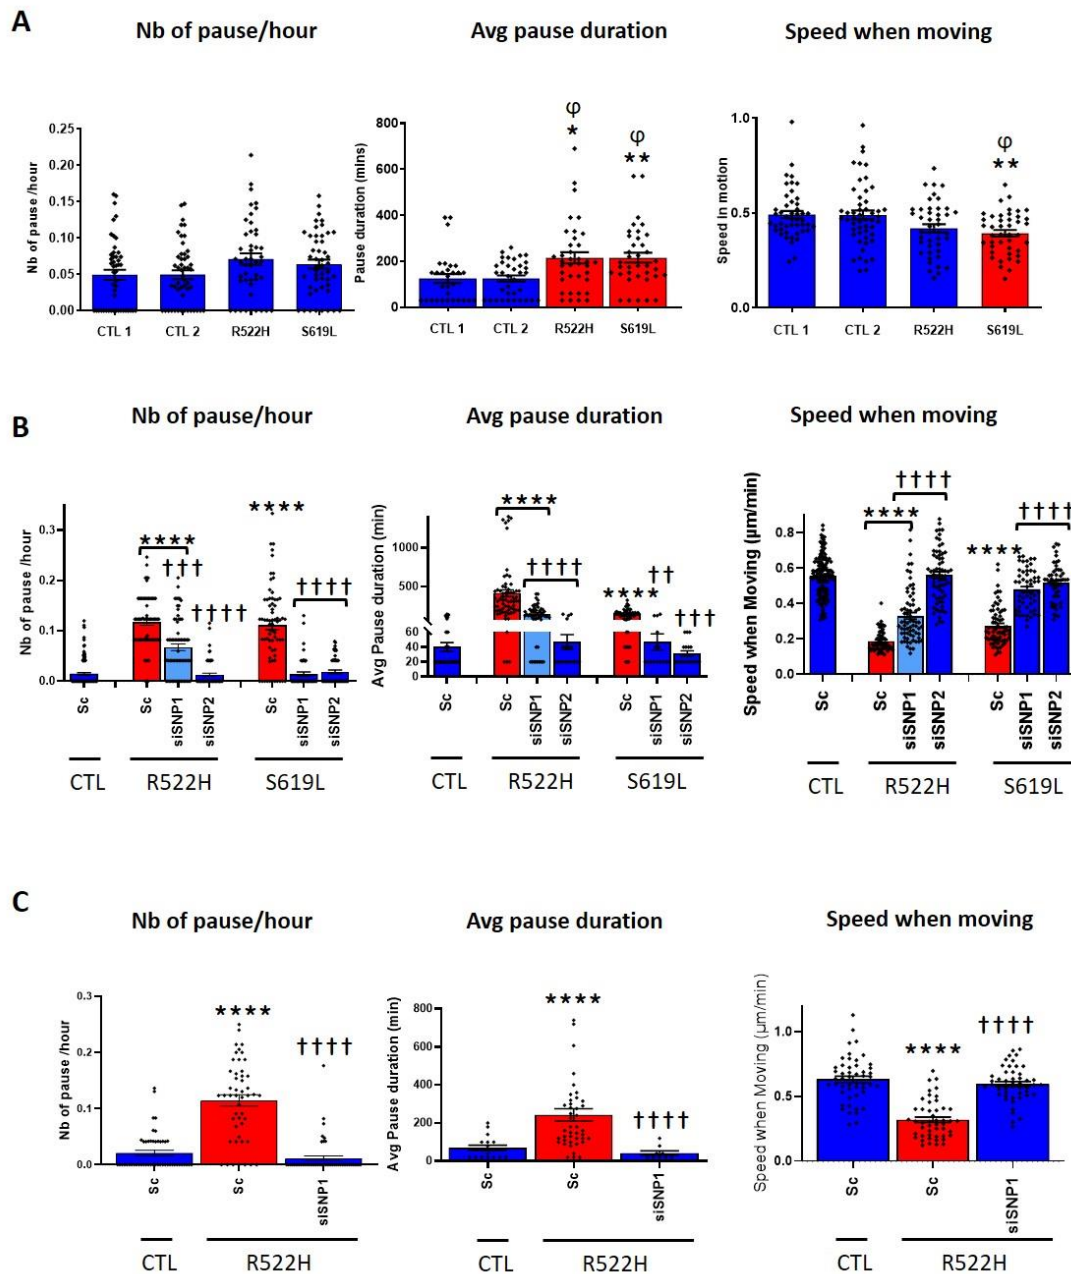 A
Nb of pause/hour
Avg pause duration
Speed when moving
Nb of pause /hour
0.25
0.20
0.15
0.10
0.05
0.00
CTL 1
CTL 2
R522H
S619L
Pause duration (mins)
800
600
400
200
0
φ
*
φ
**
CTL 1
CTL 2
R522H
S619L
Speed in motion
1.0
0.5
0.0
φ
**
CTL 1
CTL 2
R522H
S619L
B
Nb of pause/hour
Avg pause duration
Speed when moving
Nb of pause /hour
0.3
0.2
0.1
0.0
****
†††
††††
****
††††
Sc
Sc
siSNP1
siSNP2
Sc
siSNP1
siSNP2
CTL
R522H
S619L
Avg Pause duration (min)
1000
500
60
40
20
0
****
††††
****
††
†††
Sc
Sc
siSNP1
siSNP2
Sc
siSNP1
siSNP2
CTL
R522H
S619L
Speed when Moving (µm/min)
0.8
0.6
0.4
0.2
0.0
††††
****
****
††††
Sc
Sc
siSNP1
siSNP2
Sc
siSNP1
siSNP2
CTL
R522H
S619L
C
Nb of pause/hour
Avg pause duration
Speed when moving
Nb of pause /hour
0.3
0.2
0.1
0.0
****
††††
Sc
Sc
siSNP1
CTL
R522H
Avg Pause duration (min)
800
600
400
200
0
****
††††
Sc
Sc
siSNP1
CTL
R522H
Speed when Moving (µm/min)
1.0
0.5
0.0
****
††††
Sc
Sc
siSNP1
CTL
R522H